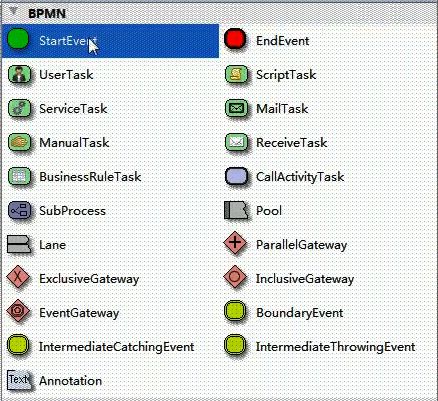 BPMN
StartEvent EndEvent
UserTask ScriptTask
ServiceTask MailTask
ManualTask ReceiveTask
BusinessRuleTask CallActivityTask
SubProcess Pool
Lane ParallelGateway
ExclusiveGateway InclusiveGateway
EventGateway BoundaryEvent
IntermediateCatchingEvent IntermediateThrowingEvent
Text Annotation